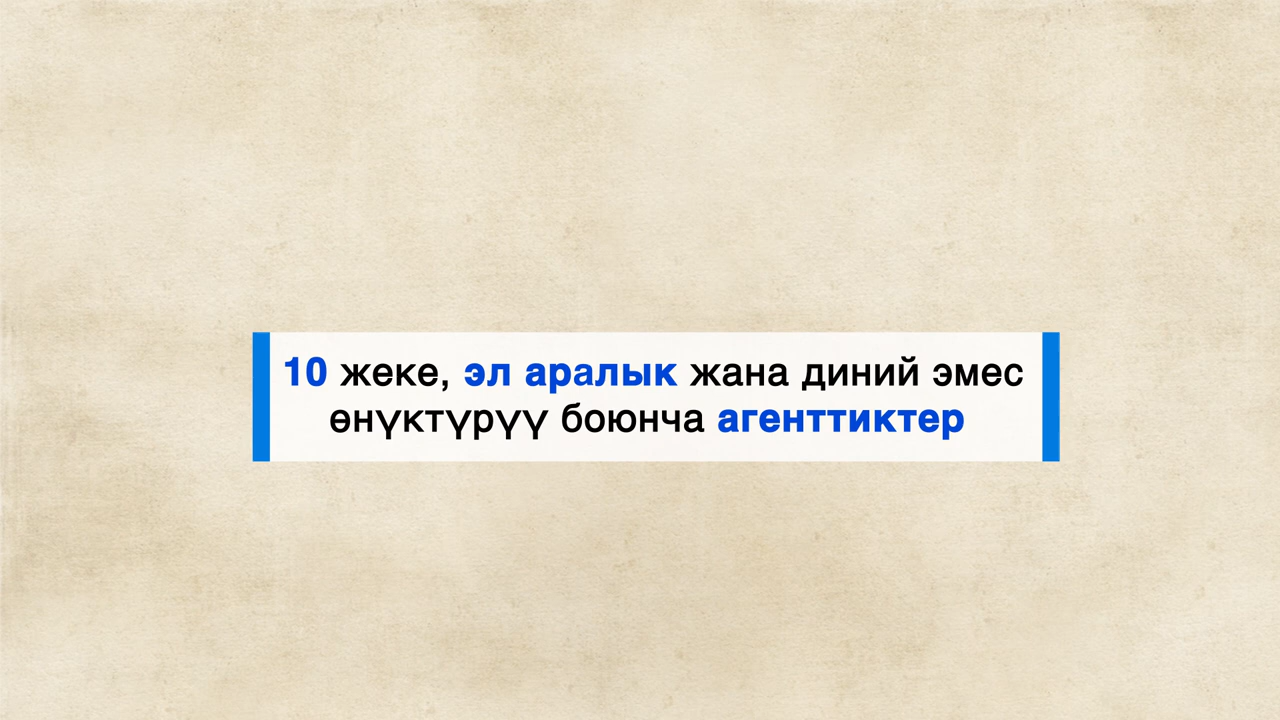 10 жеке, эл аралык жана диний эмес
өнүктүрүү боюнча агенттиктер